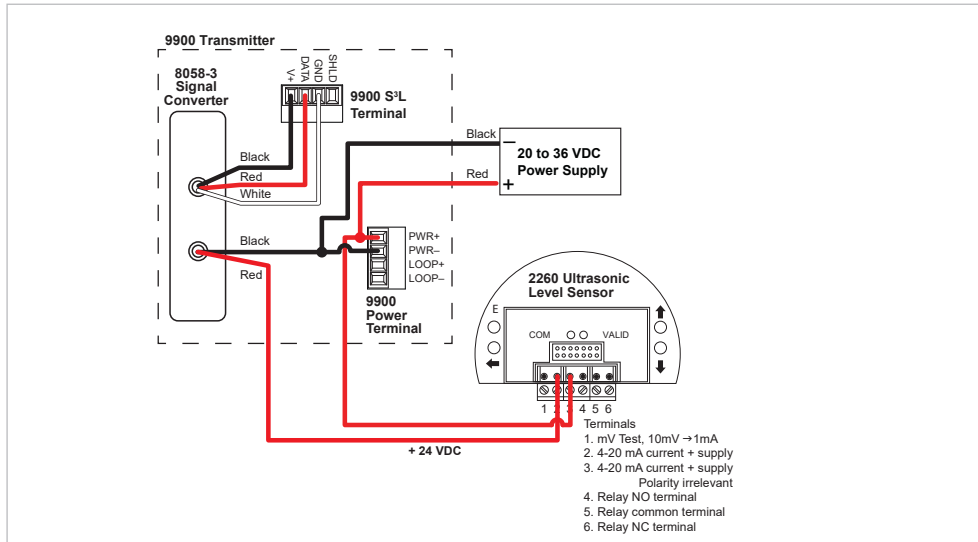 9900 Transmitter
8058-3
Signal
Converter
V+
DATA
GND
SHLD
9900 S³L
Terminal
Black
Red
White
Black
Red
Black
Red
–
+
20 to 36 VDC
Power Supply
PWR+
PWR–
LOOP+
LOOP–
9900
Power
Terminal
2260 Ultrasonic
Level Sensor
E
COM
VALID
1 2 3 4 5 6
+ 24 VDC
Terminals
1. mV Test, 10mV →1mA
2. 4-20 mA current + supply
3. 4-20 mA current + supply
Polarity irrelevant
4. Relay NO terminal
5. Relay common terminal
6. Relay NC terminal